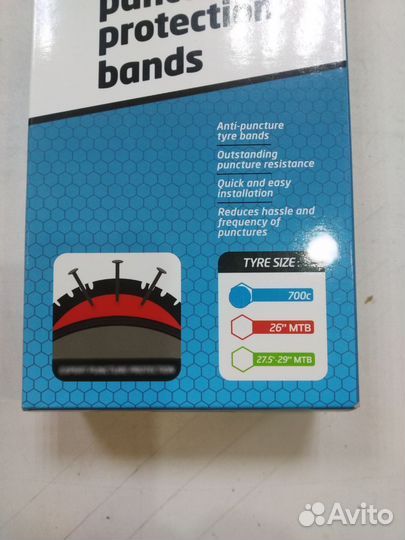 protection
bands
Anti-puncture
tyre bands
Outstanding
puncture resistance
Quick and easy
installation
Reduces hassle and
frequency of
punctures
TYRE SIZE :
700c
26" MTB
27.5"-29" MTB
Avito